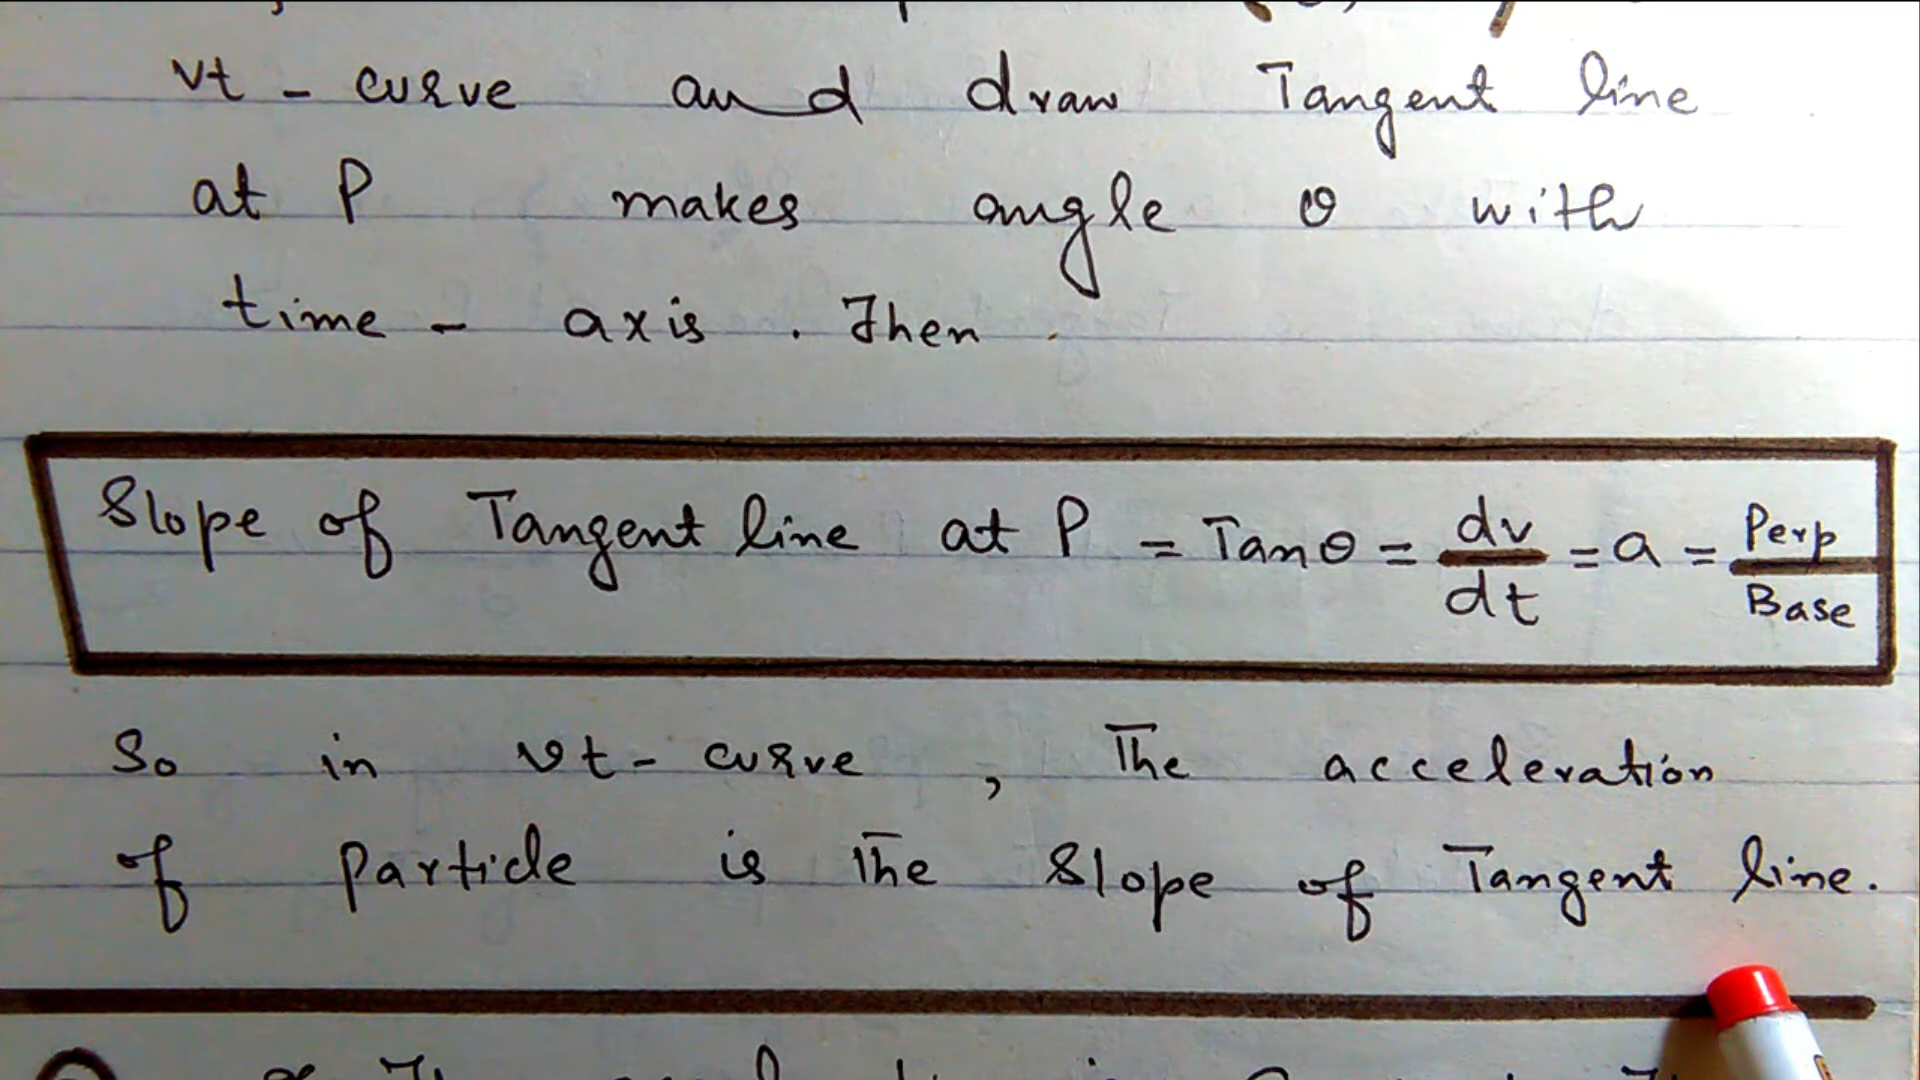 vt - curve and draw Tangent line
at P makes angle θ with
time - axis. Then
Slope of Tangent line at P = Tanθ = dv/dt = a = Perp/Base
So in vt - curve, The acceleration
of particle is the slope of Tangent line.